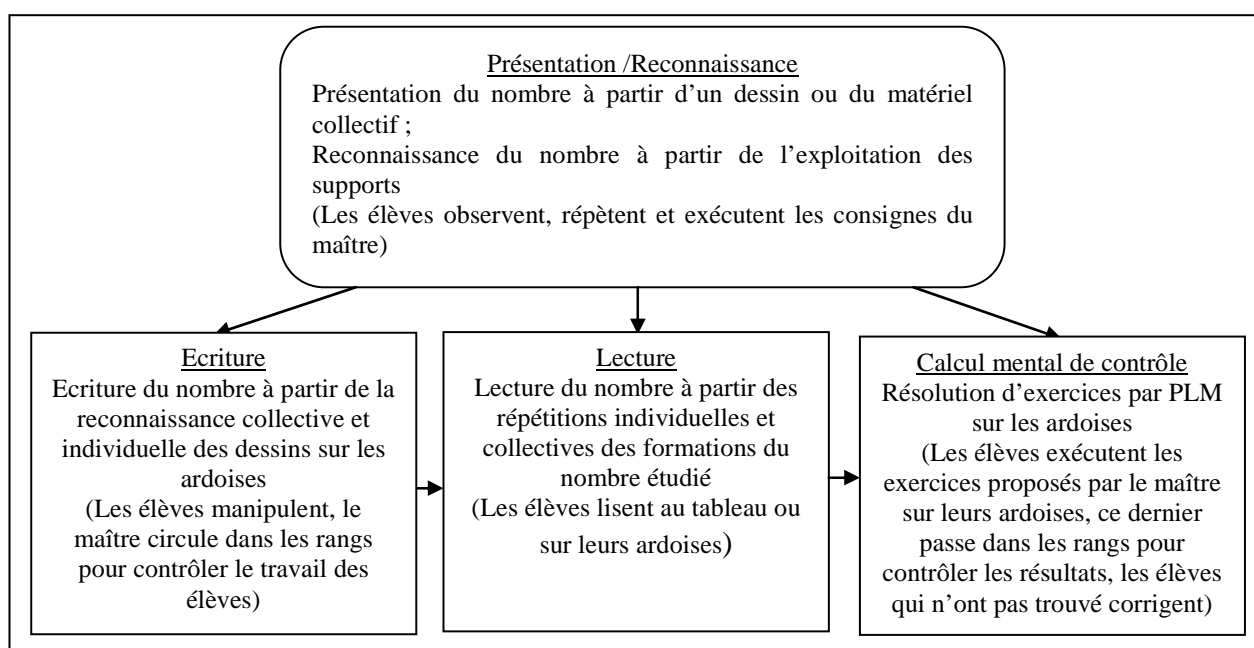 Présentation /Reconnaissance
Présentation du nombre à partir d’un dessin ou du matériel
collectif ;
Reconnaissance du nombre à partir de l’exploitation des
supports
(Les élèves observent, répètent et exécutent les consignes du
maître)
Ecriture
Ecriture du nombre à partir de la
reconnaissance collective et
individuelle des dessins sur les
ardoises
(Les élèves manipulent, le
maître circule dans les rangs
pour contrôler le travail des
élèves)
Lecture
Lecture du nombre à partir des
répétitions individuelles et
collectives des formations du
nombre étudié
(Les élèves lisent au tableau ou
sur leurs ardoises)
Calcul mental de contrôle
Résolution d’exercices par PLM
sur les ardoises
(Les élèves exécutent les
exercices proposés par le maître
sur leurs ardoises, ce dernier
passe dans les rangs pour
contrôler les résultats, les élèves
qui n’ont pas trouvé corrigent)